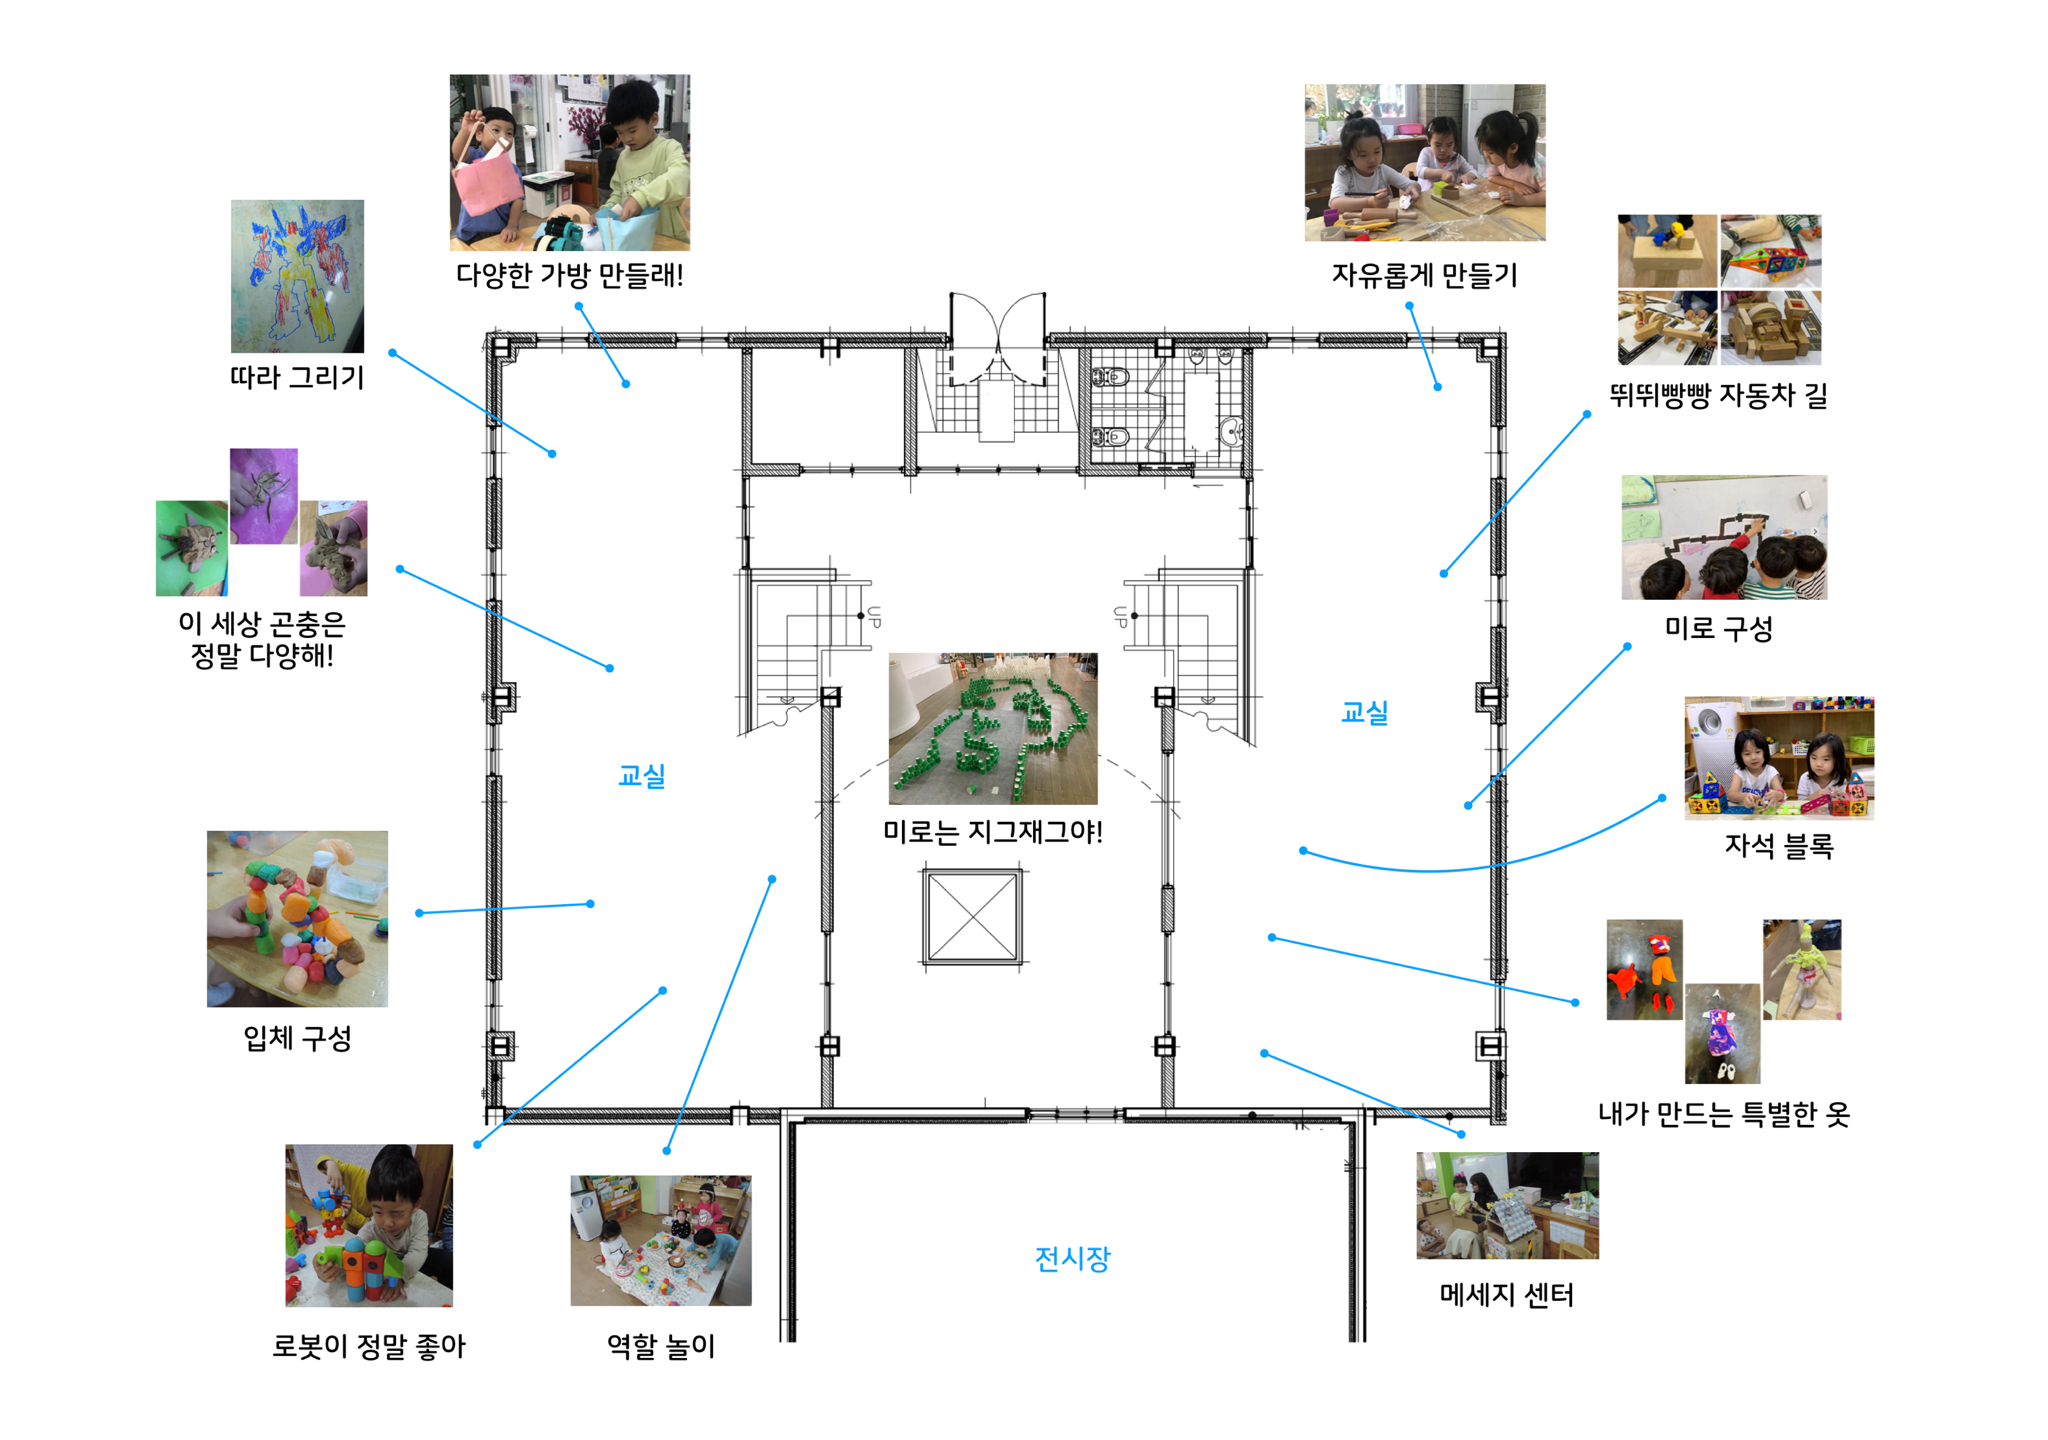 다양한 가방 만들래!
자유롭게 만들기
따라 그리기
뛰뛰빵빵 자동차 길
이 세상 곤충은
정말 다양해!
UP
UP
미로 구성
교실
교실
미로는 지그재그야!
자석 블록
입체 구성
내가 만드는 특별한 옷
전시장
메세지 센터
로봇이 정말 좋아
역할 놀이